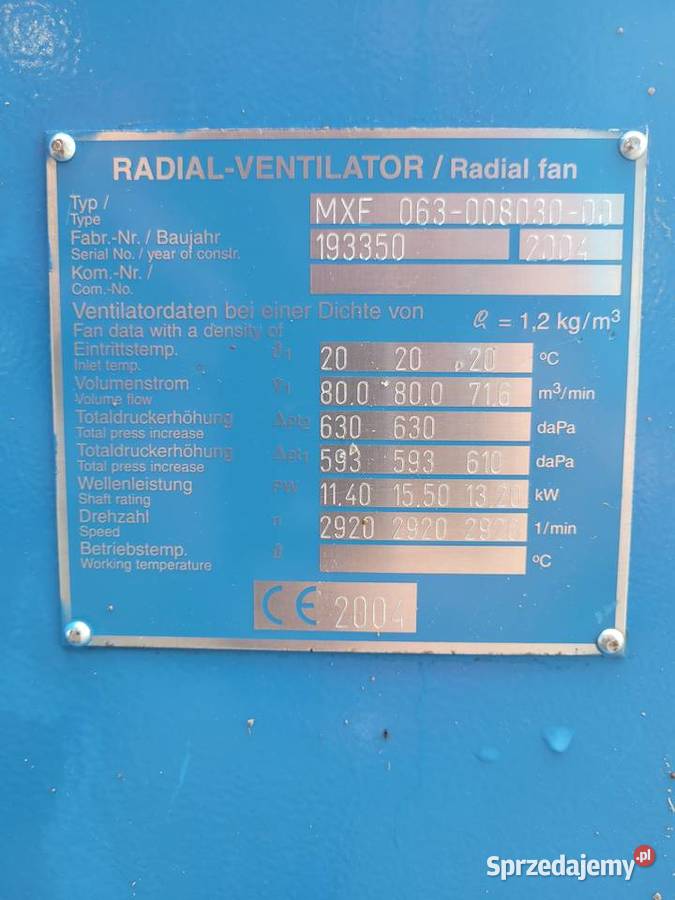 RADIAL-VENTILATOR / Radial fan
Typ / Type MXE 063-008030-00
Fabr.-Nr. / Baujahr
Serial No. / year of constr. 193350 2004
Kom.-Nr. /
Com.-No.
Ventilatordaten bei einer Dichte von
Fan data with a density of ϱ = 1,2 kg/m³
Eintrittstemp.
Inlet temp. 20 20 20 °C
Volumenstrom
Volume flow 80.0 80.0 71.6 m³/min
Totaldruckerhöhung
Total press increase 630 630 daPa
Totaldruckerhöhung
Total press increase 593 593 610 daPa
Wellenleistung
Shaft rating PW 11.40 15.50 13.20 kW
Drehzahl
Speed n 2920 2920 2920 1/min
Betriebstemp.
Working temperature °C
CE 2004
Sprzedajemy.pl